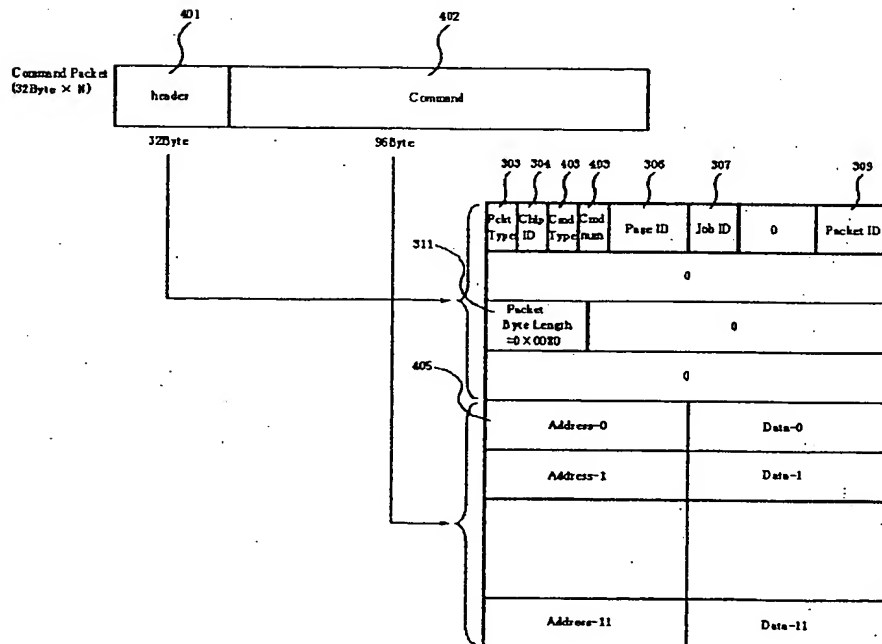 401
402
Command Packet
(32Byte × N)
header
Command
32Byte
96Byte
303 304 403 403 306 307 309
Pckt Type
Chip ID
Cmd Type
Cmd num
Page ID
Job ID
0
Packet ID
311
0
Packet
Byte Length
=0×0080
0
0
405
Address-0
Data-0
Address-1
Data-1
Address-11
Data-11